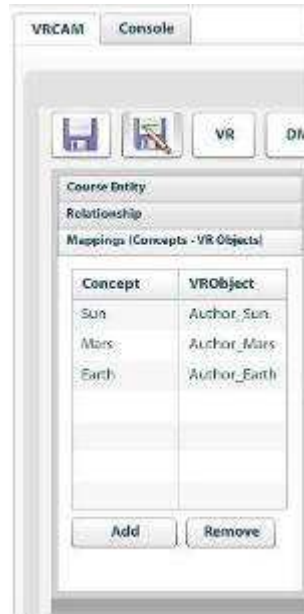 VRCAM Console
VR DM
Course Entity
Relationship
Mappings (Concepts - VR Objects)
Concept VRObject
Sun Author_Sun
Mars Author_Mars
Earth Author_Earth
Add Remove